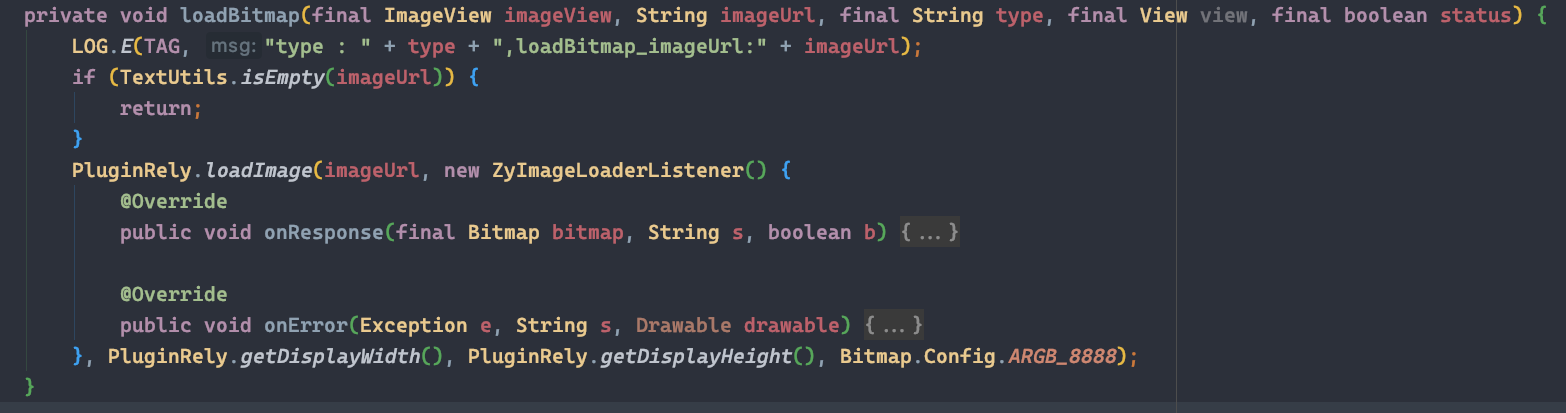 private void loadBitmap(final ImageView imageView, String imageUrl, final String type, final View view, final boolean status) {
LOG.E(TAG, msg: "type : " + type + ",loadBitmap_imageUrl:" + imageUrl);
if (TextUtils.isEmpty(imageUrl)) {
return;
}
PluginRely.loadImage(imageUrl, new ZyImageLoaderListener() {
@Override
public void onResponse(final Bitmap bitmap, String s, boolean b) {...}
@Override
public void onError(Exception e, String s, Drawable drawable) {...}
}, PluginRely.getDisplayWidth(), PluginRely.getDisplayHeight(), Bitmap.Config.ARGB_8888);
}